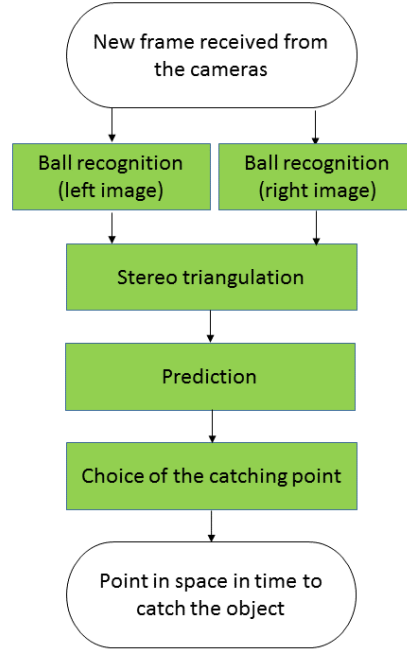 New frame received from
the cameras
Ball recognition
(left image)
Ball recognition
(right image)
Stereo triangulation
Prediction
Choice of the catching point
Point in space in time to
catch the object